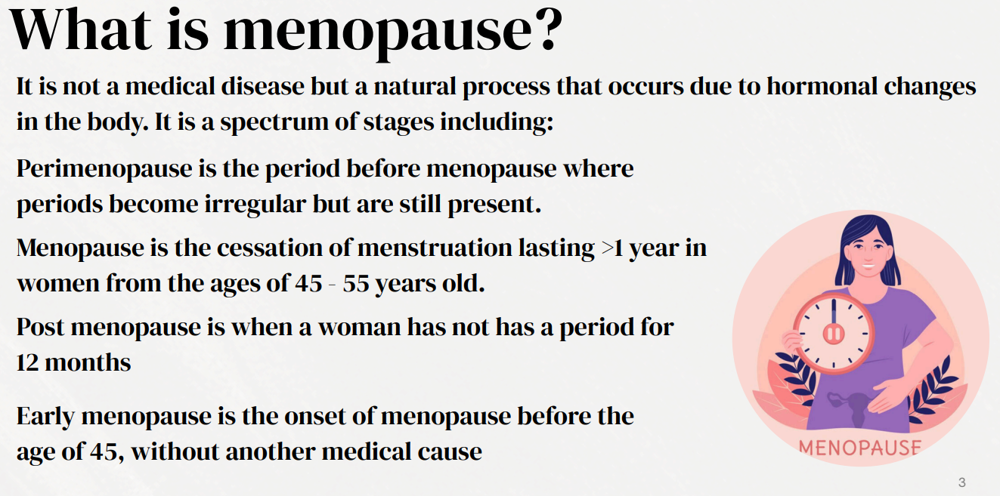 What is menopause?
It is not a medical disease but a natural process that occurs due to hormonal changes
in the body. It is a spectrum of stages including:
Perimenopause is the period before menopause where
periods become irregular but are still present.
Menopause is the cessation of menstruation lasting >1 year in
women from the ages of 45 - 55 years old.
Post menopause is when a woman has not has a period for
12 months
Early menopause is the onset of menopause before the
age of 45, without another medical cause
MENOPAUSE
3